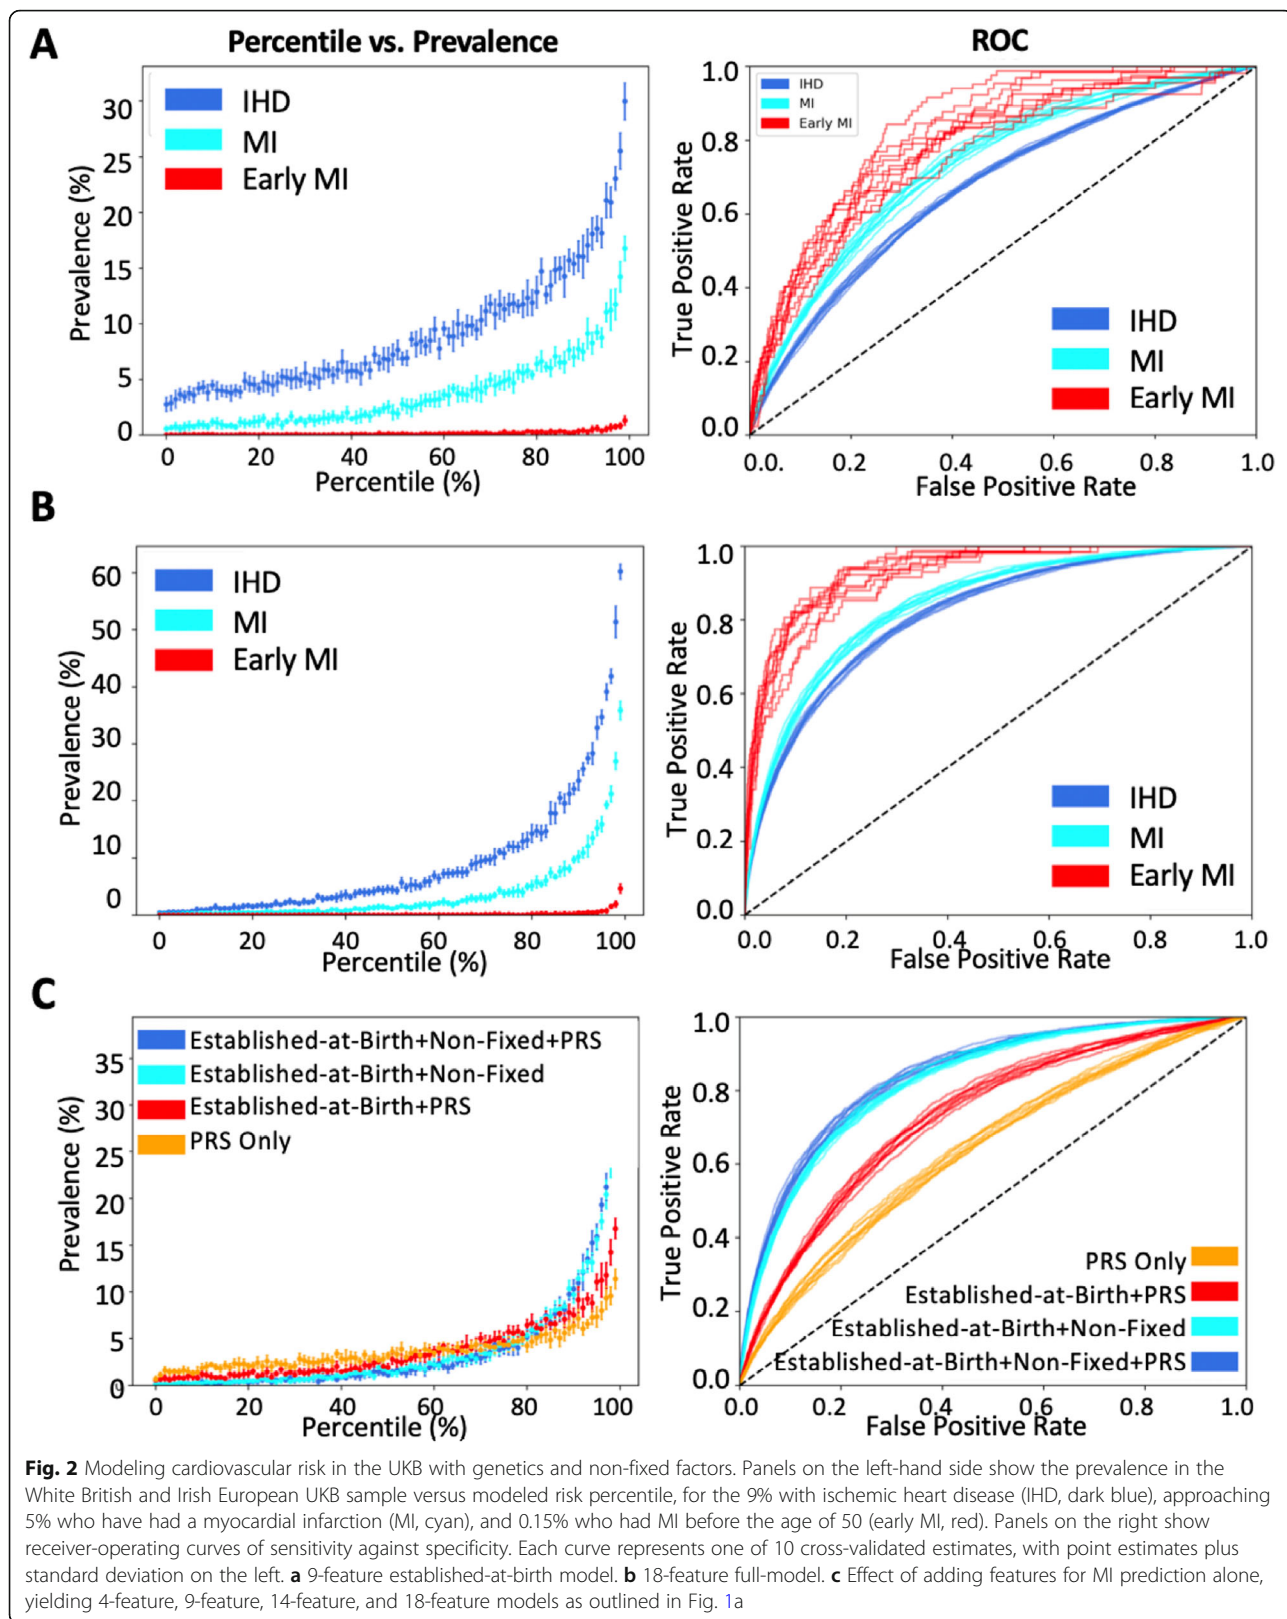 A
Percentile vs. Prevalence
ROC
Prevalence (%)
30
25
20
15
10
5
0
IHD
MI
Early MI
0
20
40
60
80
100
Percentile (%)
True Positive Rate
1.0
0.8
0.6
0.4
0.2
0.0
IHD
MI
Early MI
IHD
MI
Early MI
0.0.
0.2
0.4
0.6
0.8
1.0
False Positive Rate
B
Prevalence (%)
60
50
40
30
20
10
0
IHD
MI
Early MI
0
20
40
60
80
100
Percentile (%)
True Positive Rate
1.0
0.8
0.6
0.4
0.2
0.0
IHD
MI
Early MI
0.0
0.2
0.4
0.6
0.8
1.0
False Positive Rate
C
Prevalence (%)
35
30
25
20
15
10
5
0
Established-at-Birth+Non-Fixed+PRS
Established-at-Birth+Non-Fixed
Established-at-Birth+PRS
PRS Only
0
20
40
60
80
100
Percentile (%)
True Positive Rate
1.0
0.8
0.6
0.4
0.2
0.0
PRS Only
Established-at-Birth+PRS
Established-at-Birth+Non-Fixed
Established-at-Birth+Non-Fixed+PRS
0.0
0.2
0.4
0.6
0.8
1.0
False Positive Rate
Fig. 2 Modeling cardiovascular risk in the UKB with genetics and non-fixed factors. Panels on the left-hand side show the prevalence in the
White British and Irish European UKB sample versus modeled risk percentile, for the 9% with ischemic heart disease (IHD, dark blue), approaching
5% who have had a myocardial infarction (MI, cyan), and 0.15% who had MI before the age of 50 (early MI, red). Panels on the right show
receiver-operating curves of sensitivity against specificity. Each curve represents one of 10 cross-validated estimates, with point estimates plus
standard deviation on the left. a 9-feature established-at-birth model. b 18-feature full-model. c Effect of adding features for MI prediction alone,
yielding 4-feature, 9-feature, 14-feature, and 18-feature models as outlined in Fig. 1a